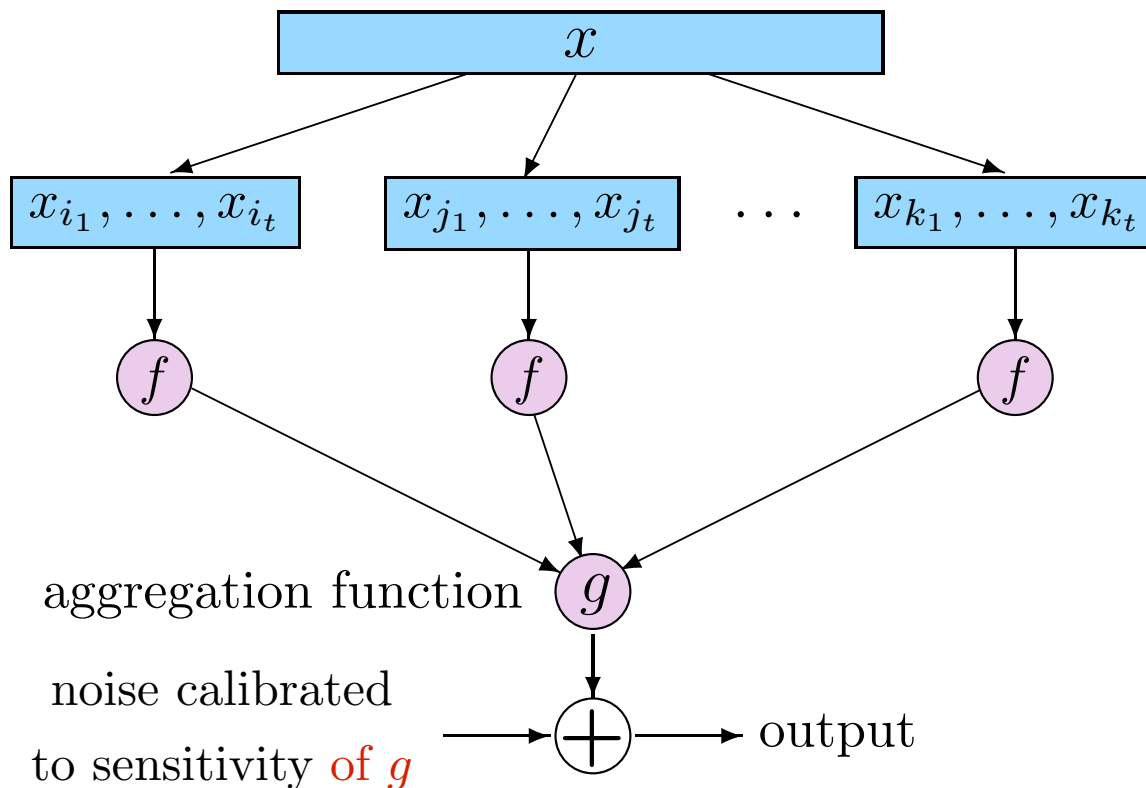 x
x_{i_1}, ..., x_{i_t} x_{j_1}, ..., x_{j_t} ... x_{k_1}, ..., x_{k_t}
f f f
aggregation function g
noise calibrated
to sensitivity of g
+ output